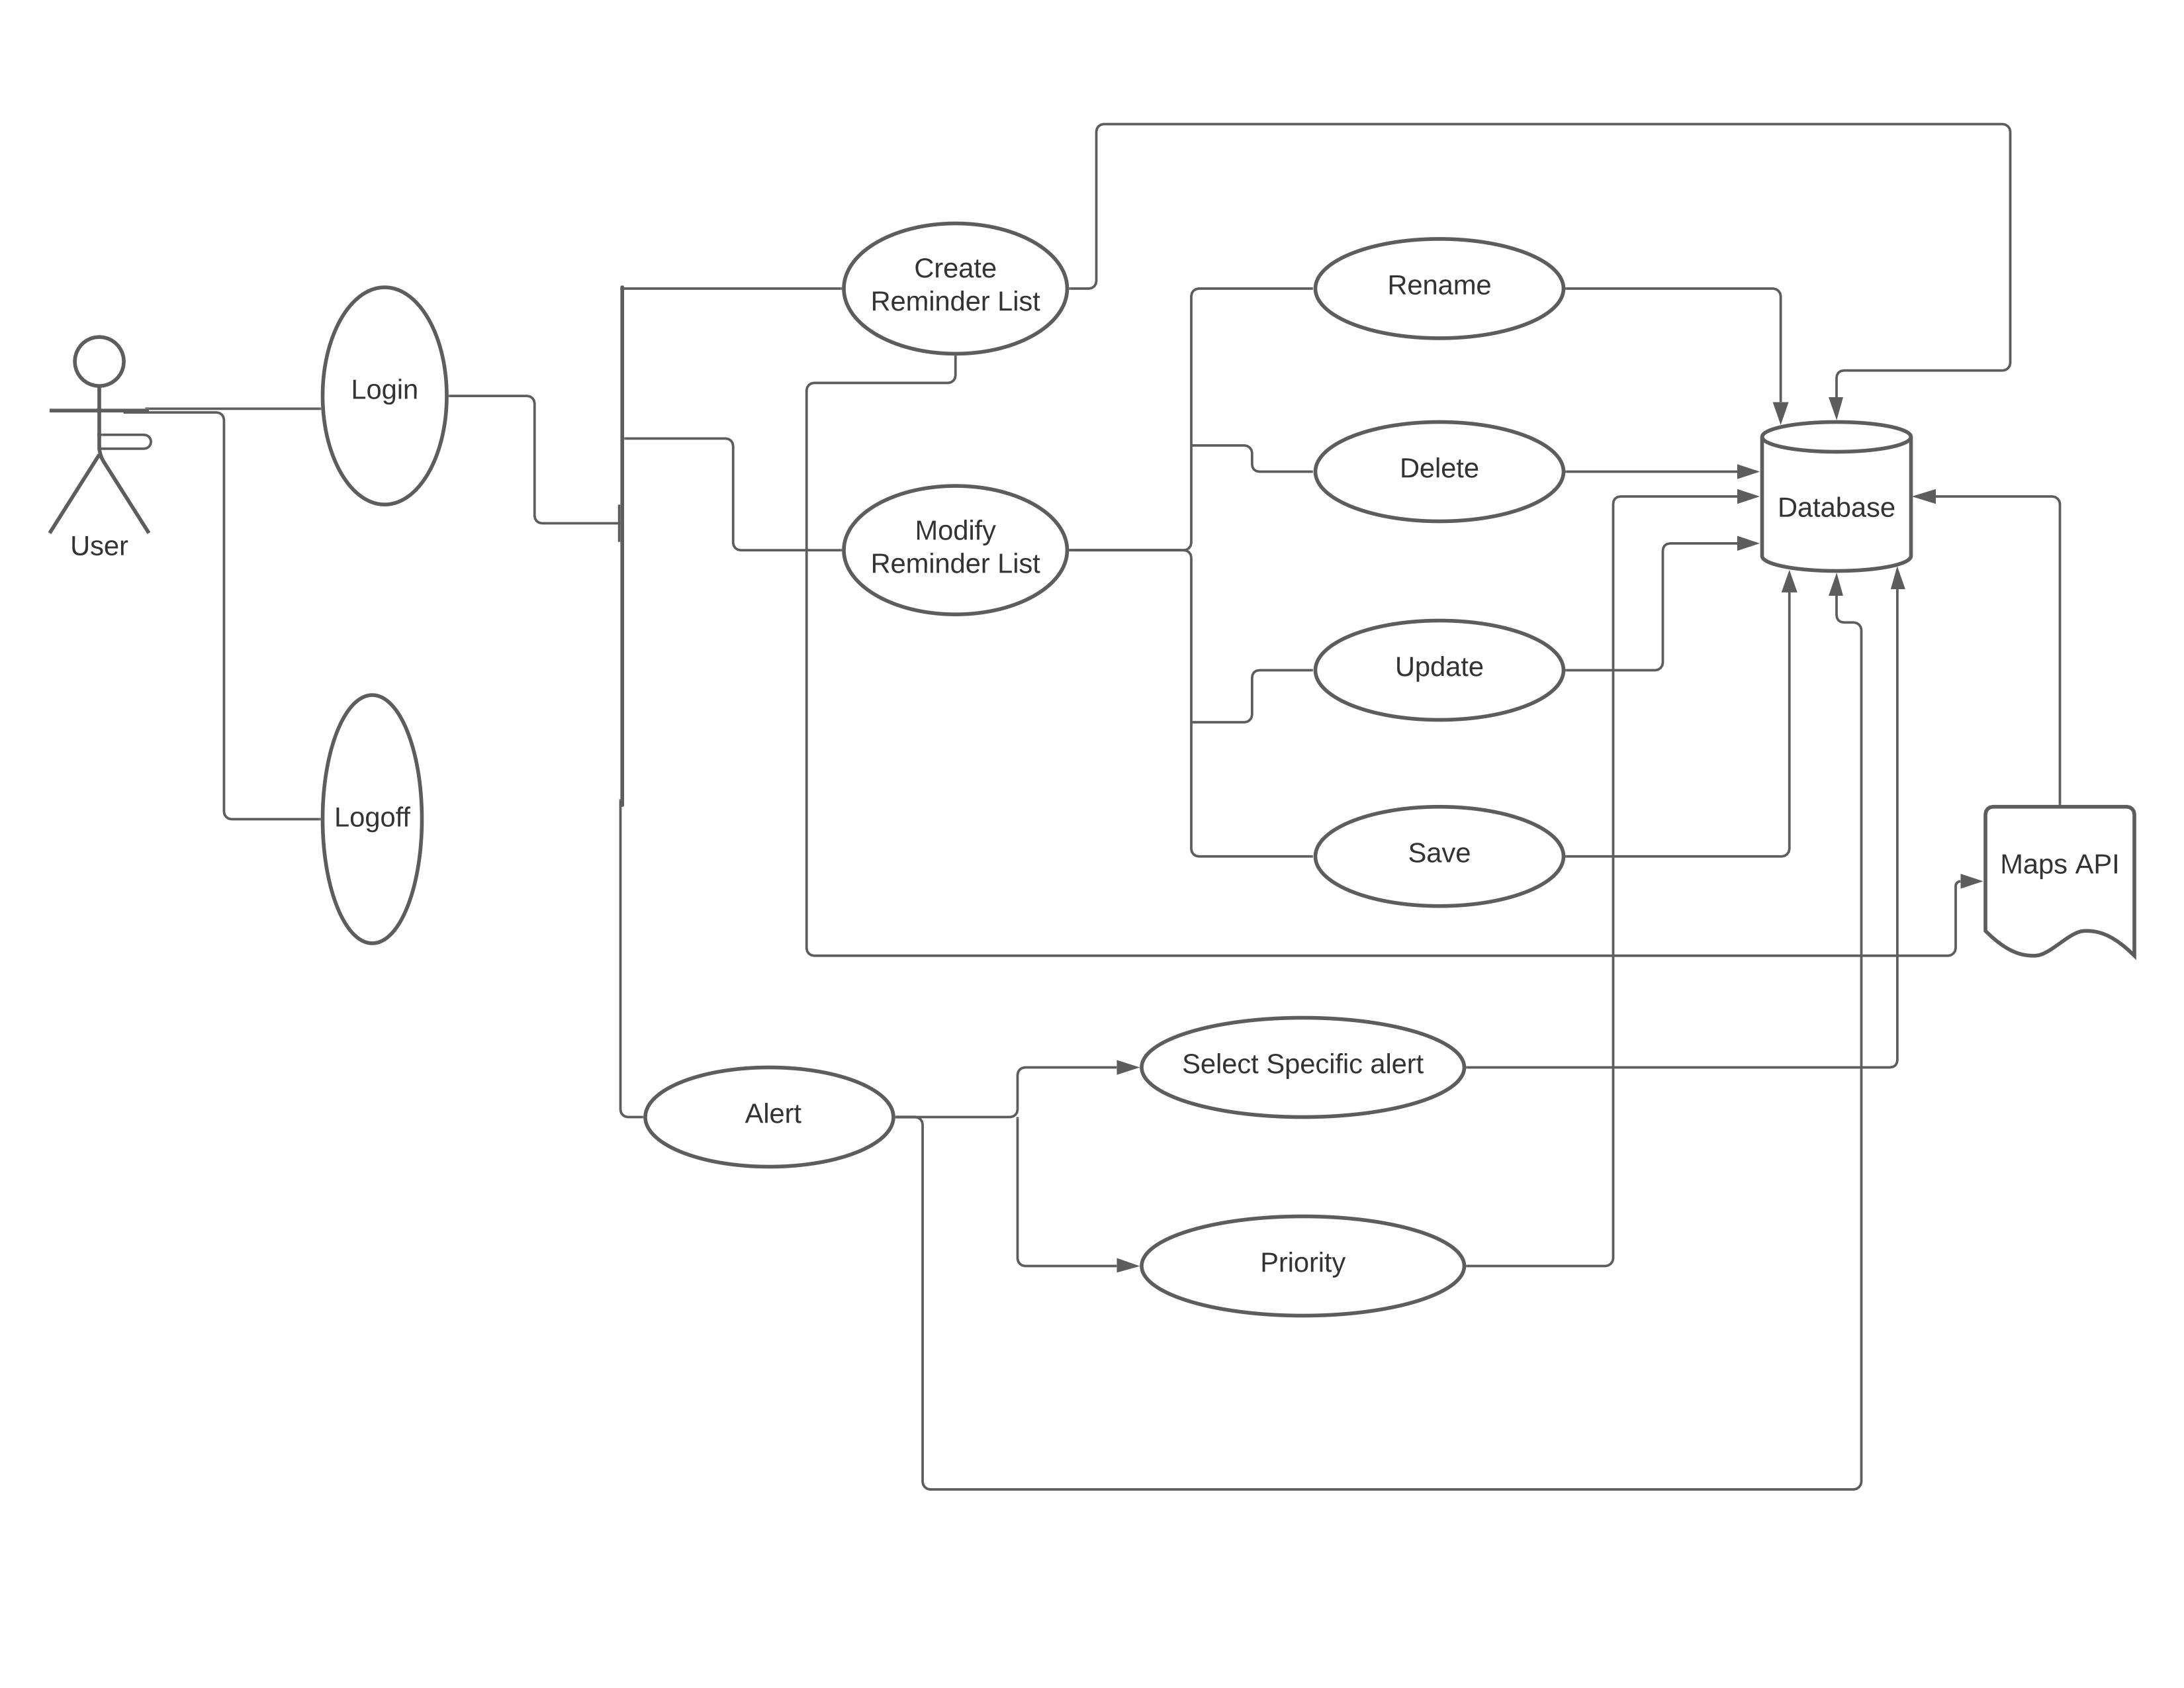 User
Login
Logoff
Create
Reminder List
Modify
Reminder List
Alert
Rename
Delete
Update
Save
Select Specific alert
Priority
Database
Maps API